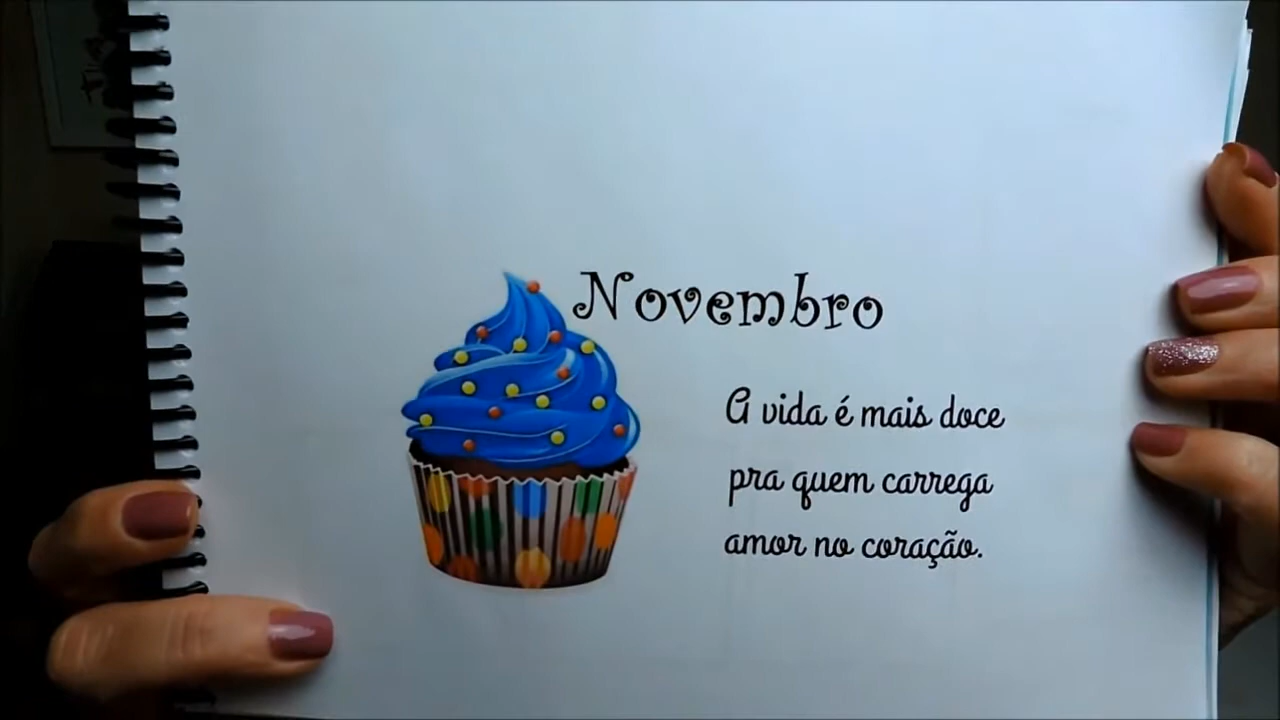 Novembro
A vida é mais doce
pra quem carrega
amor no coração.